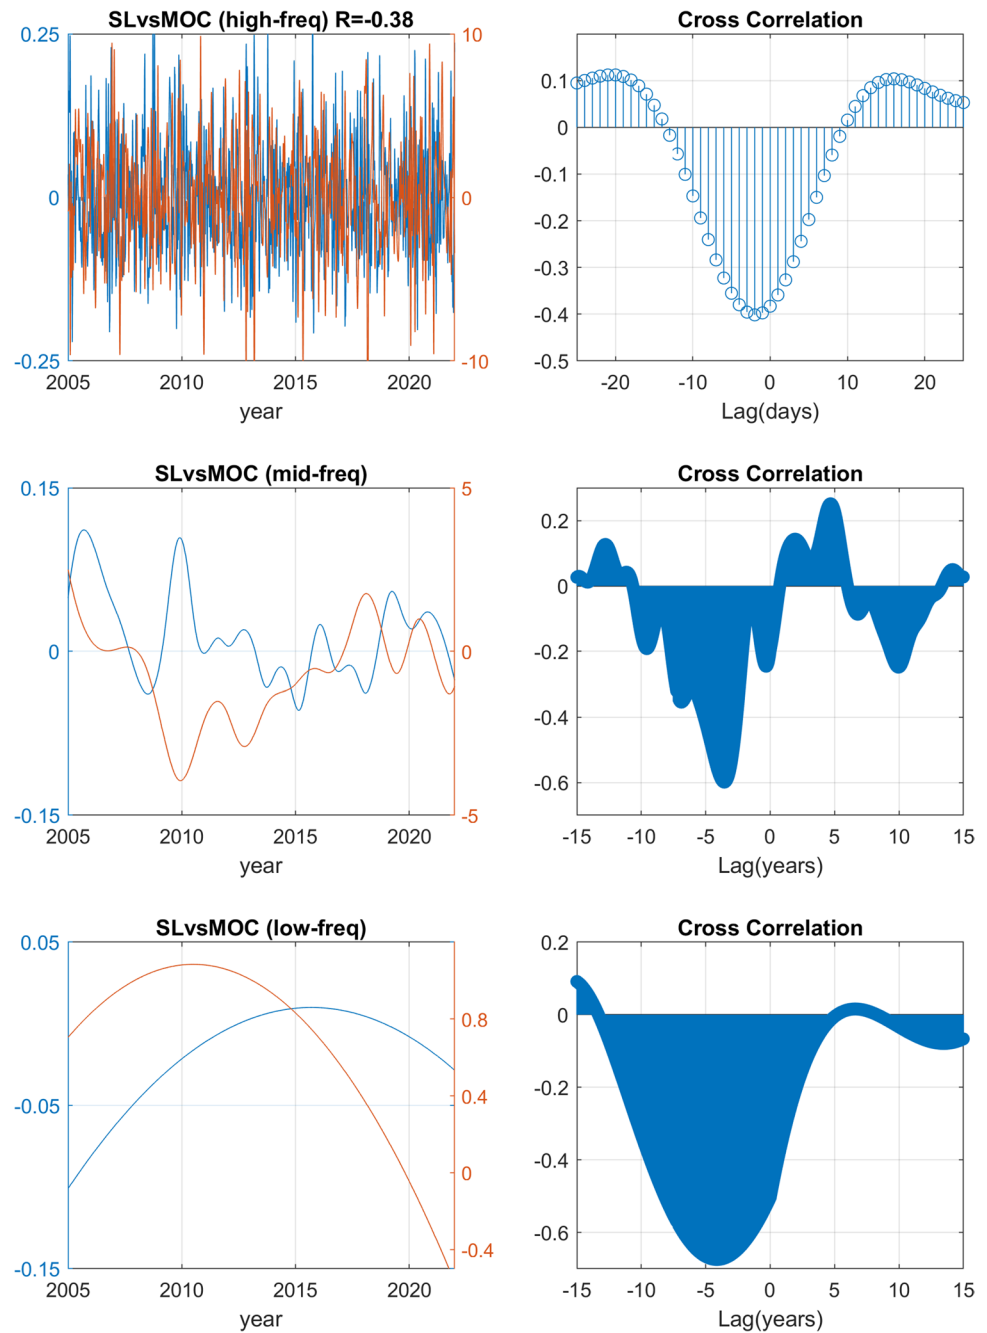 SLvsMOC (high-freq) R=-0.38
0.25
0
-0.25
10
0
-10
2005 2010 2015 2020
year
Cross Correlation
0.1
0
-0.1
-0.2
-0.3
-0.4
-0.5
-20 -10 0 10 20
Lag(days)
SLvsMOC (mid-freq)
0.15
0
-0.15
5
0
-5
2005 2010 2015 2020
year
Cross Correlation
0.2
0
-0.2
-0.4
-0.6
-15 -10 -5 0 5 10 15
Lag(years)
SLvsMOC (low-freq)
0.05
-0.05
-0.15
0.8
0.4
0
-0.4
2005 2010 2015 2020
year
Cross Correlation
0.2
0
-0.2
-0.4
-0.6
-15 -10 -5 0 5 10 15
Lag(years)